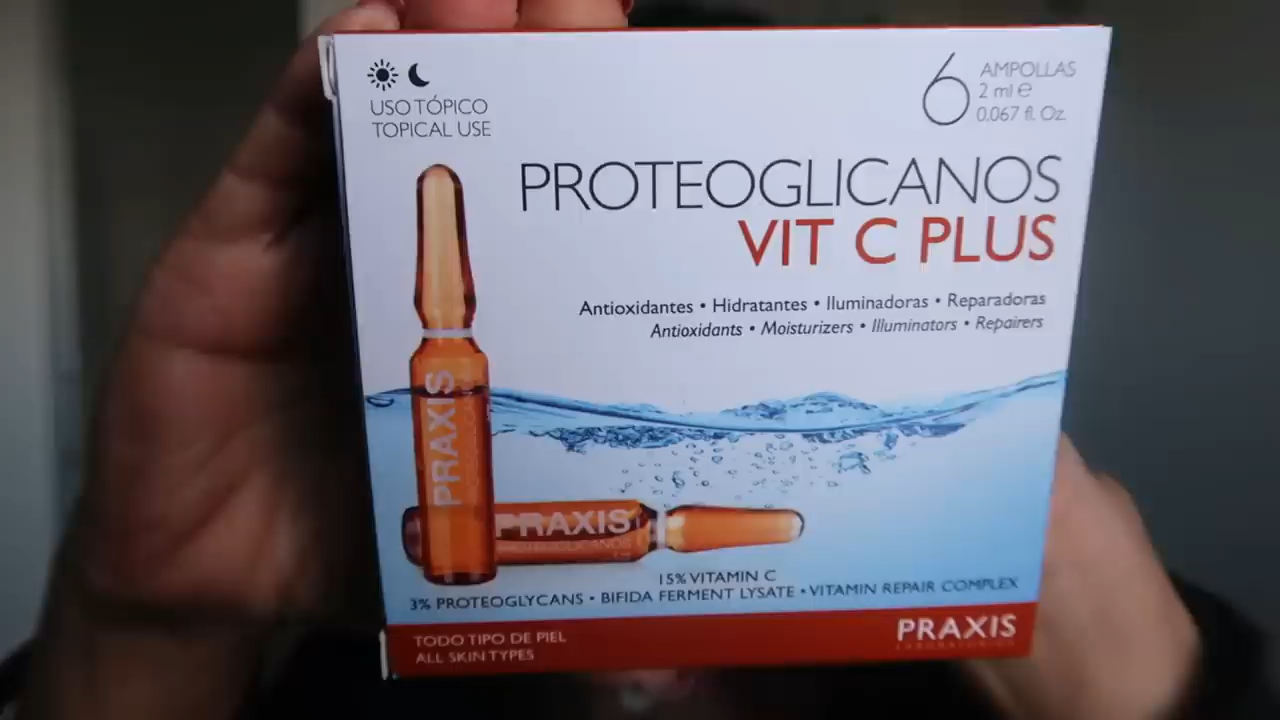 USO TÓPICO
TOPICAL USE
6 AMPOLLAS
2 ml e
0.067 fl. Oz.
PROTEOGLICANOS
VIT C PLUS
Antioxidantes • Hidratantes • Iluminadoras • Reparadoras
Antioxidants • Moisturizers • Illuminators • Repairers
PRAXIS
PRAXIS
PROTEOGLICANOS
15% VITAMIN C
3% PROTEOGLYCANS • BIFIDA FERMENT LYSATE • VITAMIN REPAIR COMPLEX
TODO TIPO DE PIEL
ALL SKIN TYPES
PRAXIS
LABORATORIOS